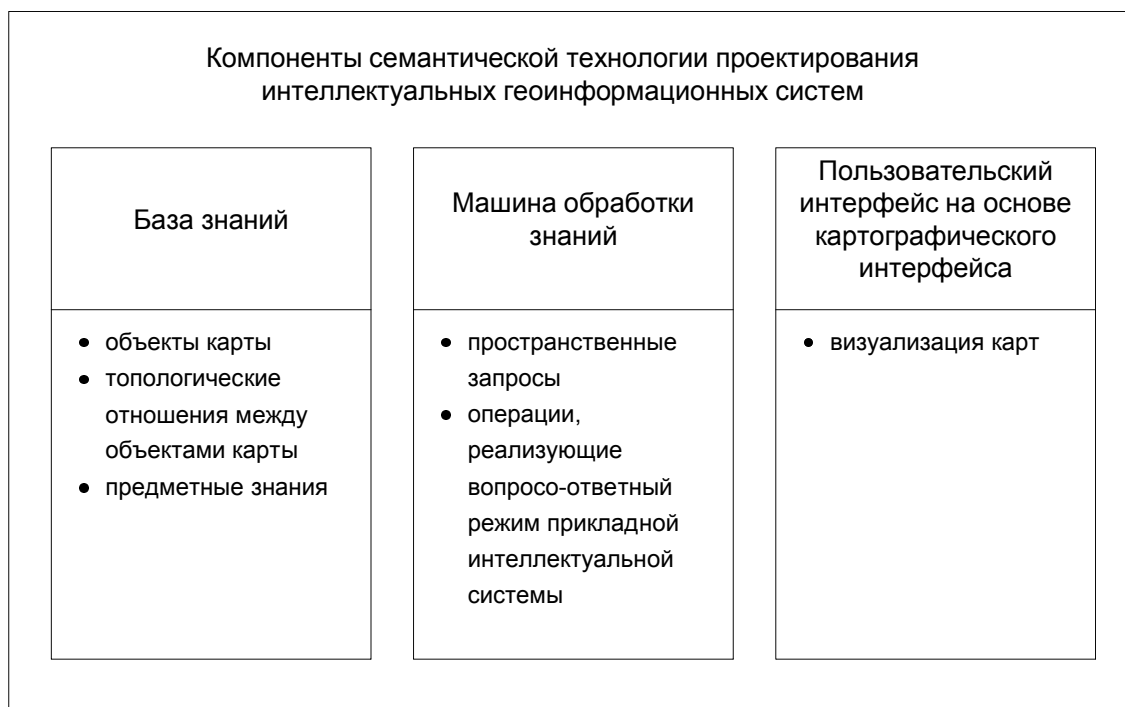 Компоненты семантической технологии проектирования
интеллектуальных геоинформационных систем
База знаний
• объекты карты
• топологические
отношения между
объектами карты
• предметные знания
Машина обработки
знаний
• пространственные
запросы
• операции,
реализующие
вопросо-ответный
режим прикладной
интеллектуальной
системы
Пользовательский
интерфейс на основе
картографического
интерфейса
• визуализация карт